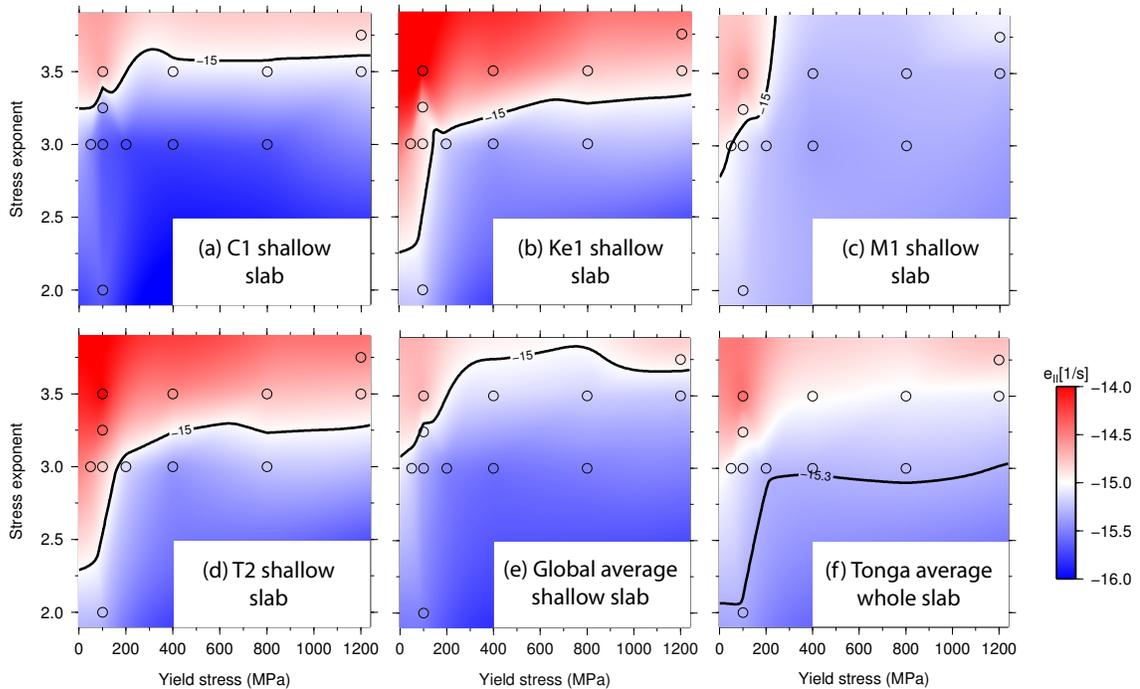 3.5
3.0
2.5
2.0
Stress exponent
−15
(a) C1 shallow
slab
−15
(b) Ke1 shallow
slab
−15
(c) M1 shallow
slab
3.5
3.0
2.5
2.0
Stress exponent
−15
(d) T2 shallow
slab
−15
(e) Global average
shallow slab
−15.3
(f) Tonga average
whole slab
0 200 400 600 800 1000 1200
Yield stress (MPa)
0 200 400 600 800 1000 1200
Yield stress (MPa)
0 200 400 600 800 1000 1200
Yield stress (MPa)
eII[1/s]
−14.0
−14.5
−15.0
−15.5
−16.0